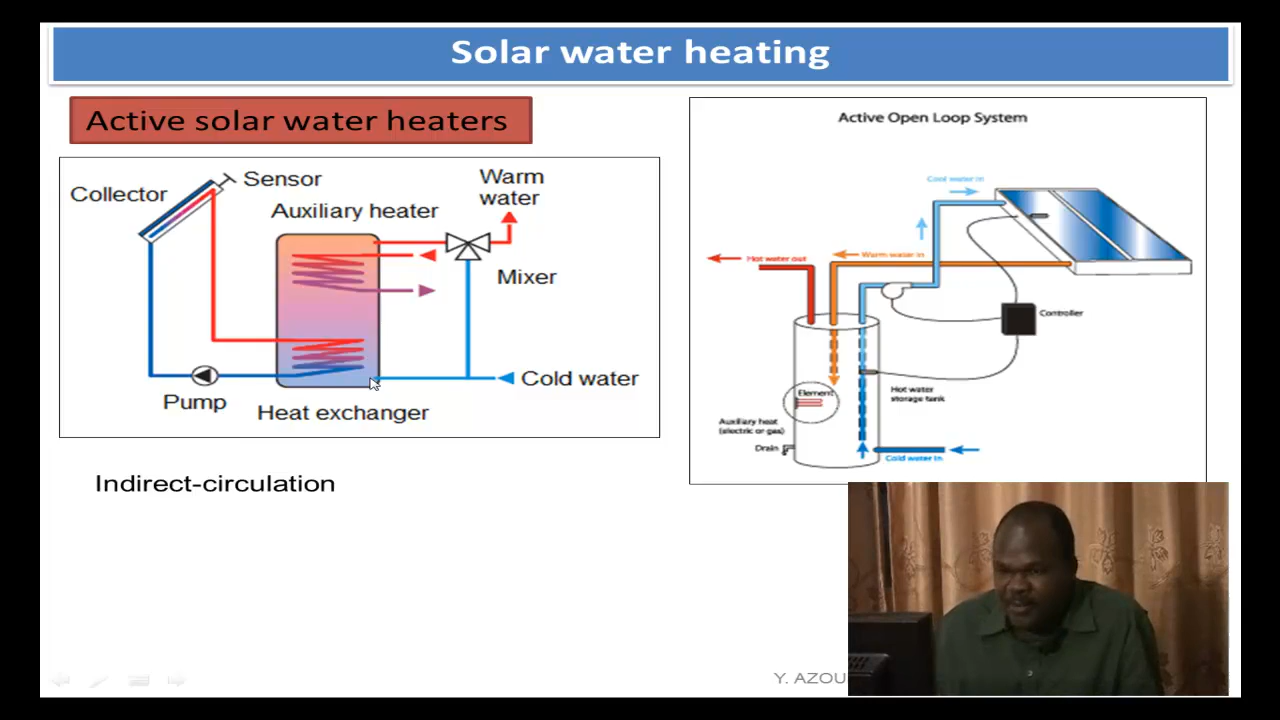 Solar water heating
Active solar water heaters
Collector
Sensor
Warm
water
Auxiliary heater
Mixer
Cold water
Pump
Heat exchanger
Indirect-circulation
Active Open Loop System
Cool water in
Hot water out
Warm water in
Controller
Element
Hot water
storage tank
Auxiliary heat
(electric or gas)
Drain
Cold water in
Y. AZOU